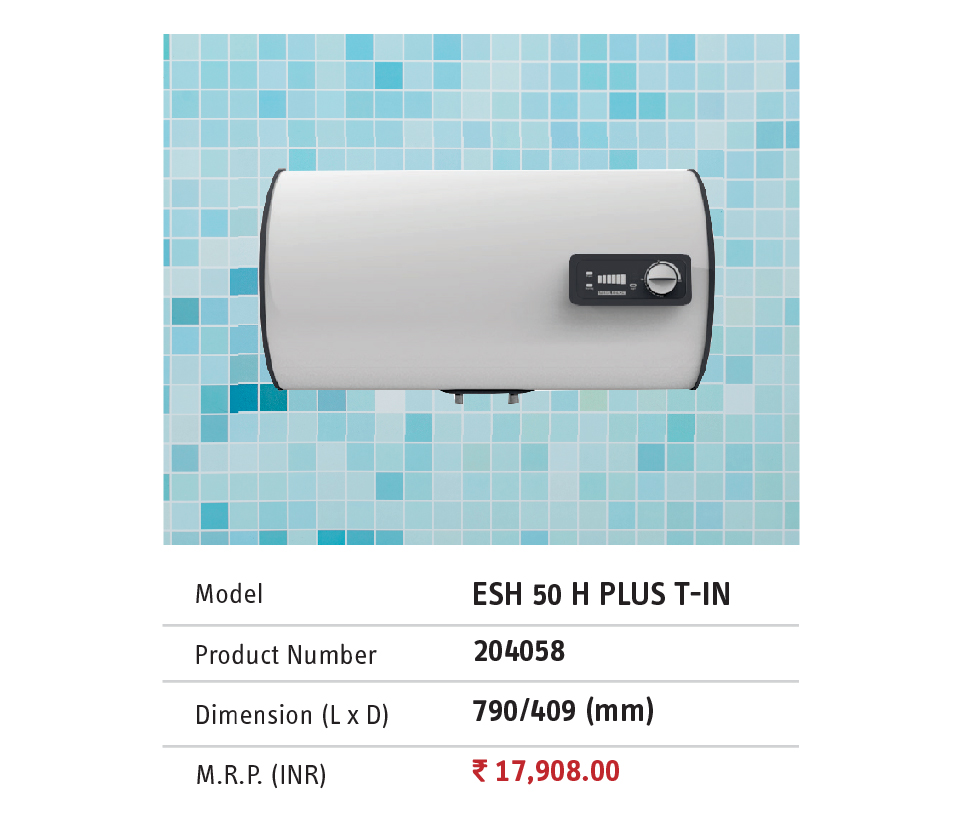 Model ESH 50 H PLUS T-IN
Product Number 204058
Dimension (L x D) 790/409 (mm)
M.R.P. (INR) ₹ 17,908.00